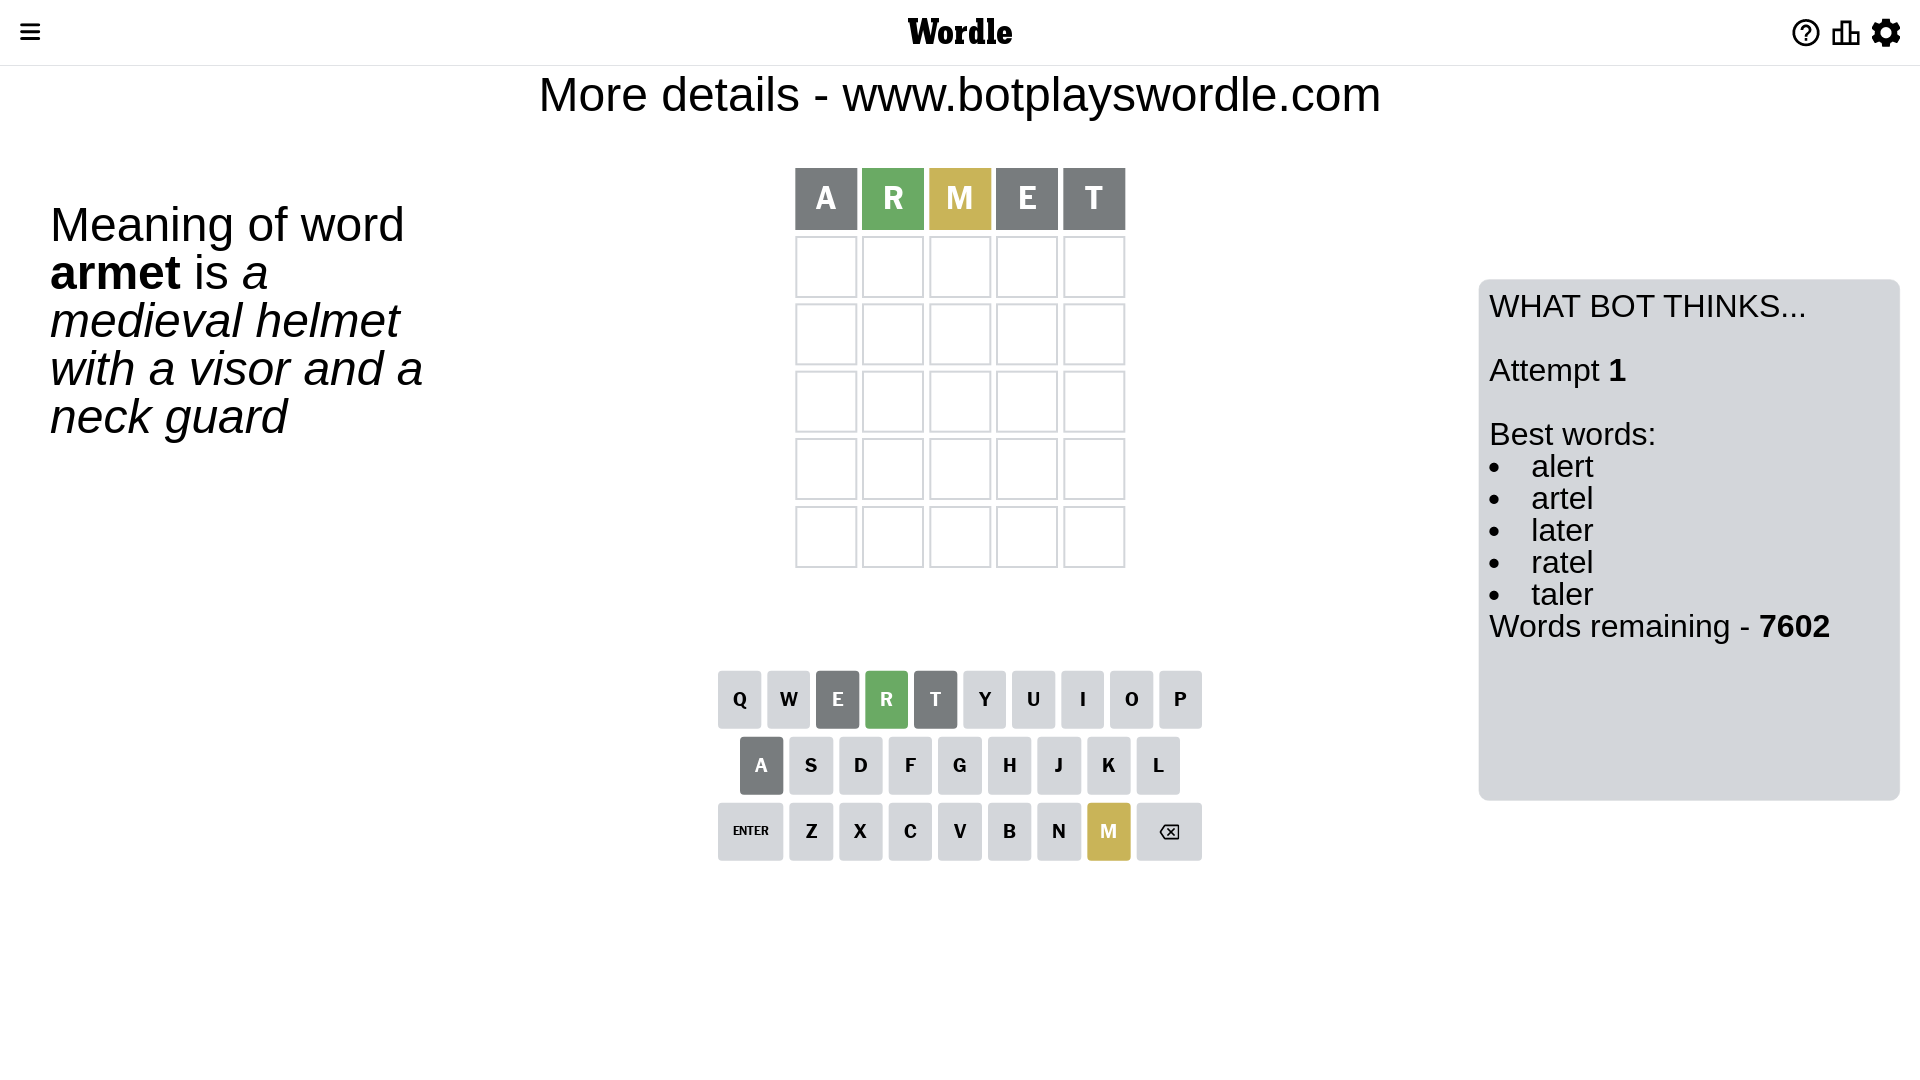 Wordle
More details - www.botplayswordle.com
Meaning of word
armet is a
medieval helmet
with a visor and a
neck guard
A R M E T
WHAT BOT THINKS...
Attempt 1
Best words:
• alert
• artel
• later
• ratel
• taler
Words remaining - 7602
Q W E R T Y U I O P
A S D F G H J K L
ENTER Z X C V B N M